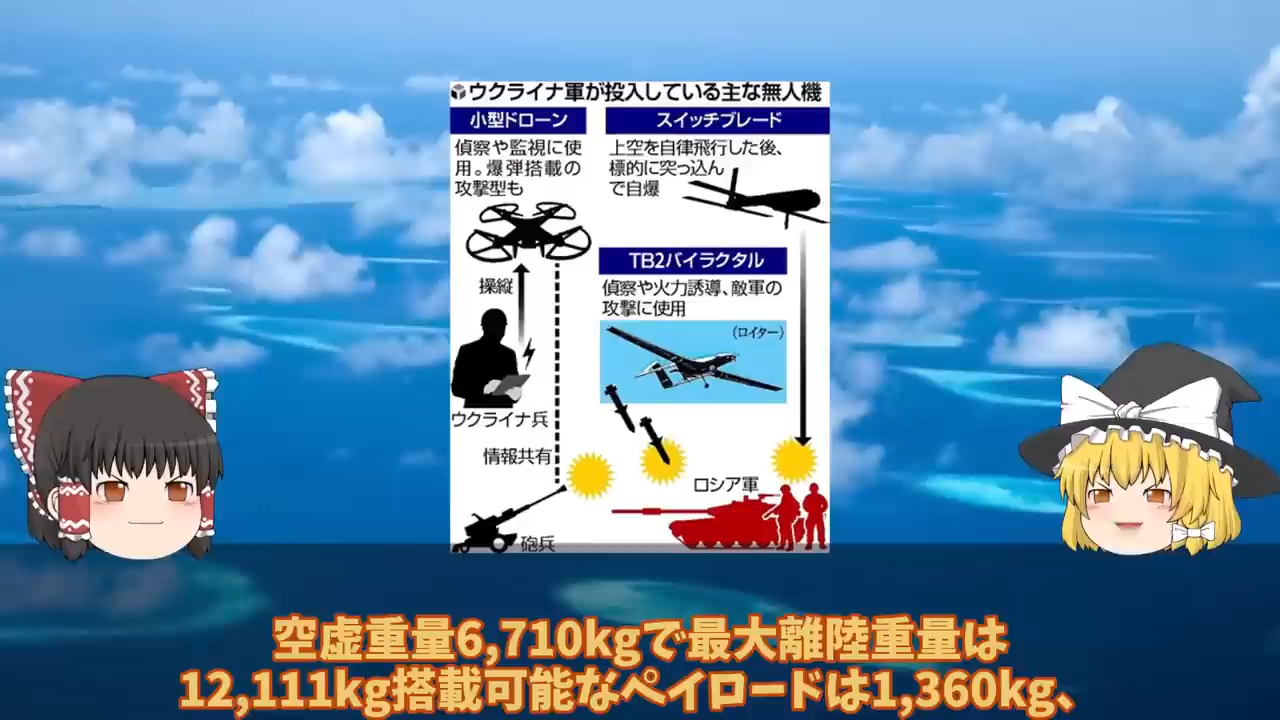 ウクライナ軍が投入している主な無人機
小型ドローン
偵察や監視に使
用。爆弾搭載の
攻撃型も
操縦
ウクライナ兵
情報共有
砲兵
スイッチブレード
上空を自律飛行した後、
標的に突っ込ん
で自爆
TB2バイラクタル
偵察や火力誘導、敵軍の
攻撃に使用
(ロイター)
ロシア軍
空虚重量6,710kgで最大離陸重量は
12,111kg搭載可能なペイロードは1,360kg、